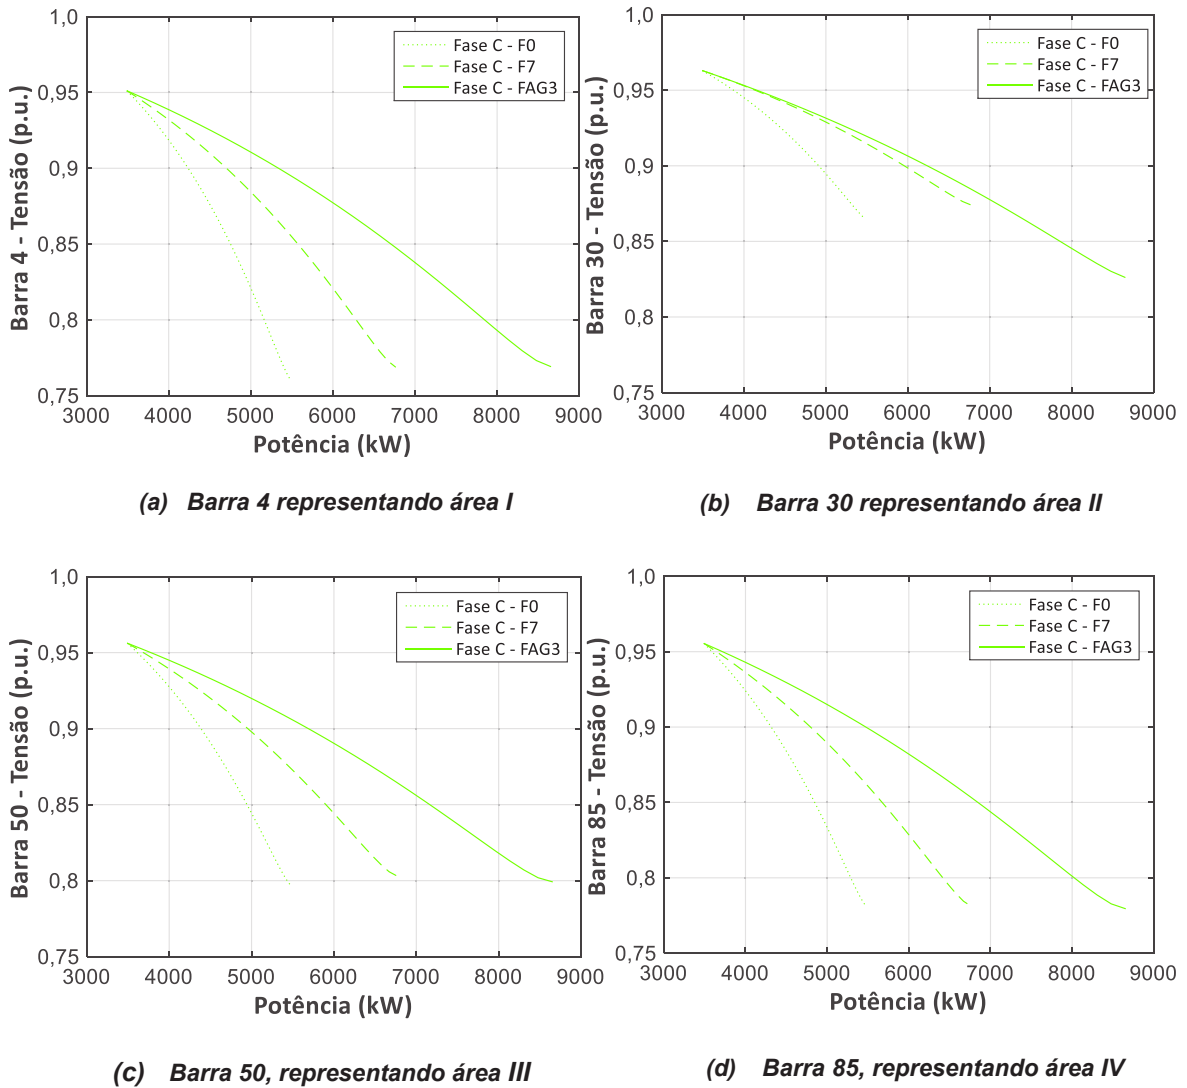 Barra 4 - Tensão (p.u.)
1,0
0,95
0,9
0,85
0,8
0,75
Fase C - F0
Fase C - F7
Fase C - FAG3
3000 4000 5000 6000 7000 8000 9000
Potência (kW)
(a) Barra 4 representando área I
Barra 30 - Tensão (p.u.)
1,0
0,95
0,9
0,85
0,8
0,75
Fase C - F0
Fase C - F7
Fase C - FAG3
3000 4000 5000 6000 7000 8000 9000
Potência (kW)
(b) Barra 30 representando área II
Barra 50 - Tensão (p.u.)
1,0
0,95
0,9
0,85
0,8
0,75
Fase C - F0
Fase C - F7
Fase C - FAG3
3000 4000 5000 6000 7000 8000 9000
Potência (kW)
(c) Barra 50, representando área III
Barra 85 - Tensão (p.u.)
1,0
0,95
0,9
0,85
0,8
0,75
Fase C - F0
Fase C - F7
Fase C - FAG3
3000 4000 5000 6000 7000 8000 9000
Potência (kW)
(d) Barra 85, representando área IV